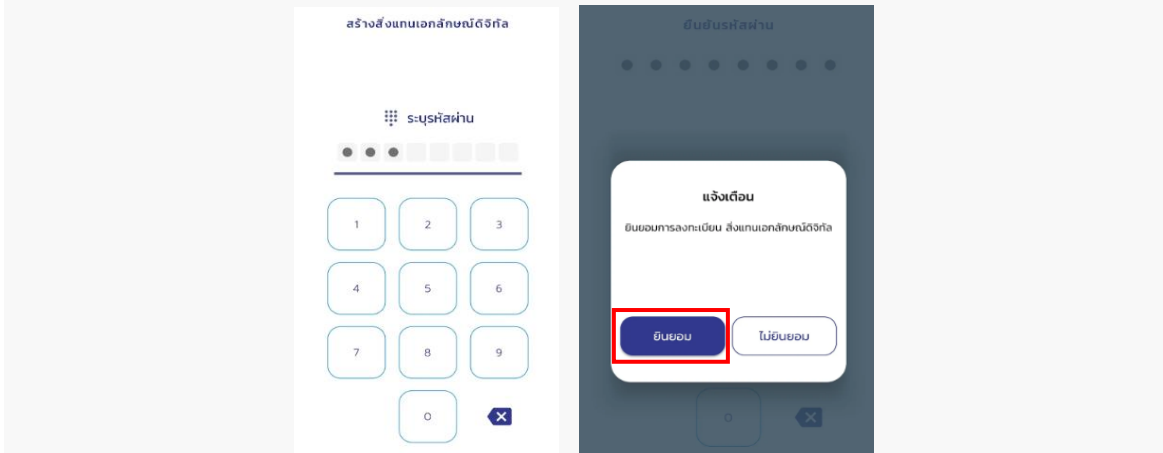 สร้างสิ่งแทนเอกลักษณ์ดิจิทัล
ระบุรหัสผ่าน
1 2 3
4 5 6
7 8 9
0
ยืนยันรหัสผ่าน
แจ้งเตือน
ยินยอมการลงทะเบียน สิ่งแทนเอกลักษณ์ดิจิทัล
ยินยอม ไม่ยินยอม
0